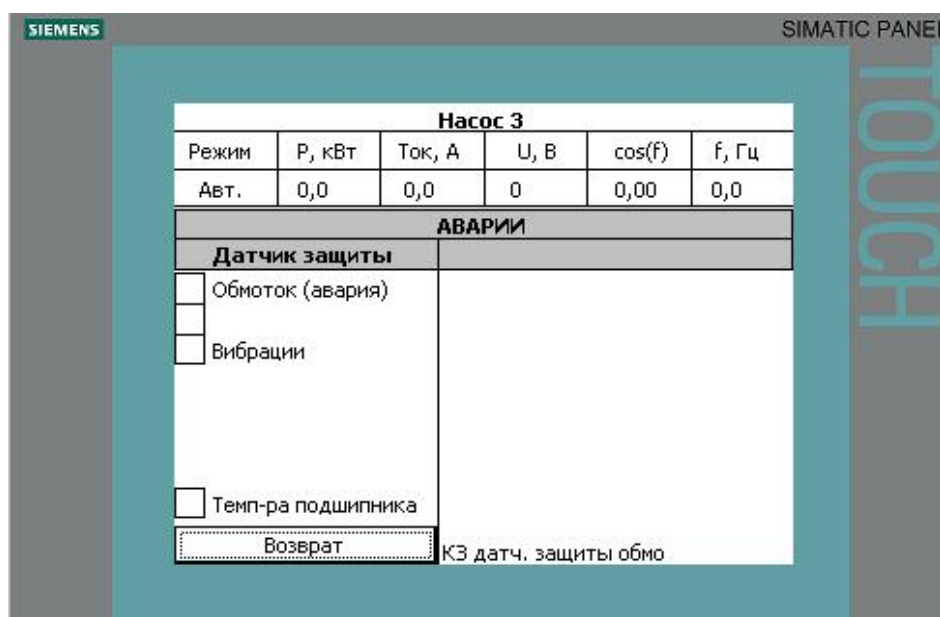 SIEMENS
SIMATIC PANEL
TOUCH
Насос 3
Режим P, кВт Ток, А U, В cos(f) f, Гц
Авт. 0,0 0,0 0 0,00 0,0
АВАРИИ
Датчик защиты
Обмоток (авария)
Вибрации
Темп-ра подшипника
Возврат
КЗ датч. защиты обмо